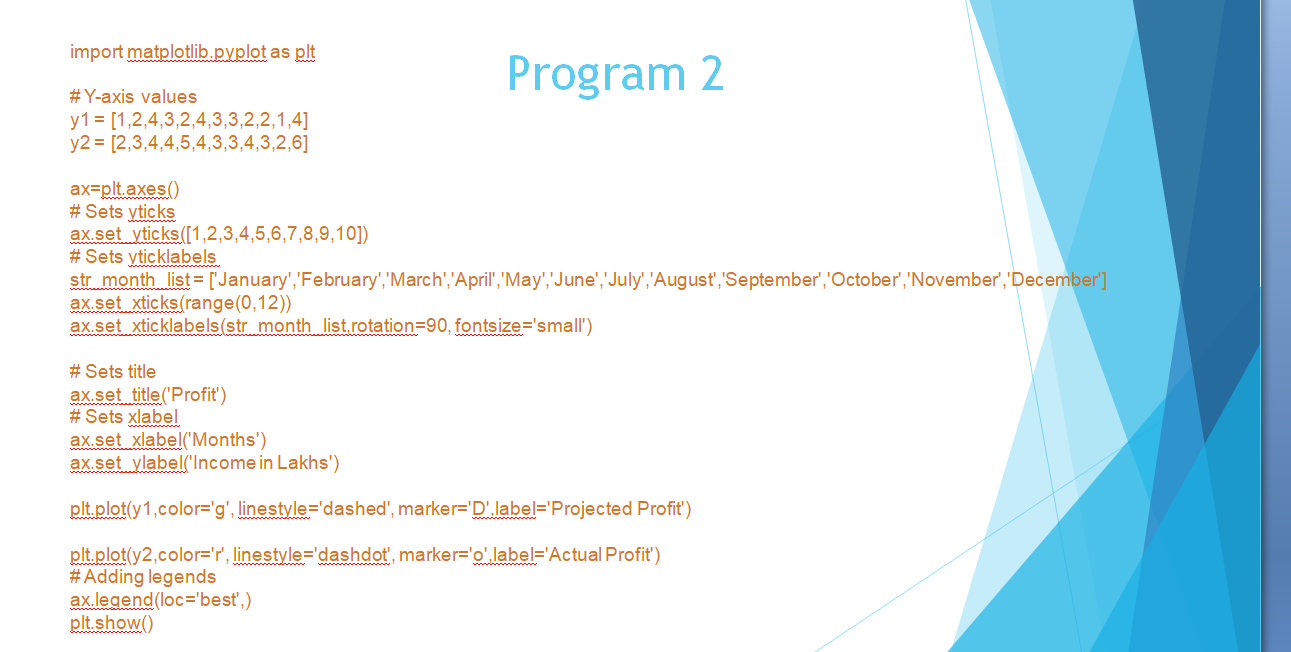 Program 2
import matplotlib.pyplot as plt
# Y-axis values
y1 = [1,2,4,3,2,4,3,3,2,2,1,4]
y2 = [2,3,4,4,5,4,3,3,4,3,2,6]
ax=plt.axes()
# Sets yticks
ax.set_yticks([1,2,3,4,5,6,7,8,9,10])
# Sets yticklabels
str_month_list = ['January','February','March','April','May','June','July','August','September','October','November','December']
ax.set_xticks(range(0,12))
ax.set_xticklabels(str_month_list,rotation=90, fontsize='small')
# Sets title
ax.set_title('Profit')
# Sets xlabel
ax.set_xlabel('Months')
ax.set_ylabel('Income in Lakhs')
plt.plot(y1,color='g', linestyle='dashed', marker='D',label='Projected Profit')
plt.plot(y2,color='r', linestyle='dashdot', marker='o',label='Actual Profit')
# Adding legends
ax.legend(loc='best',)
plt.show()